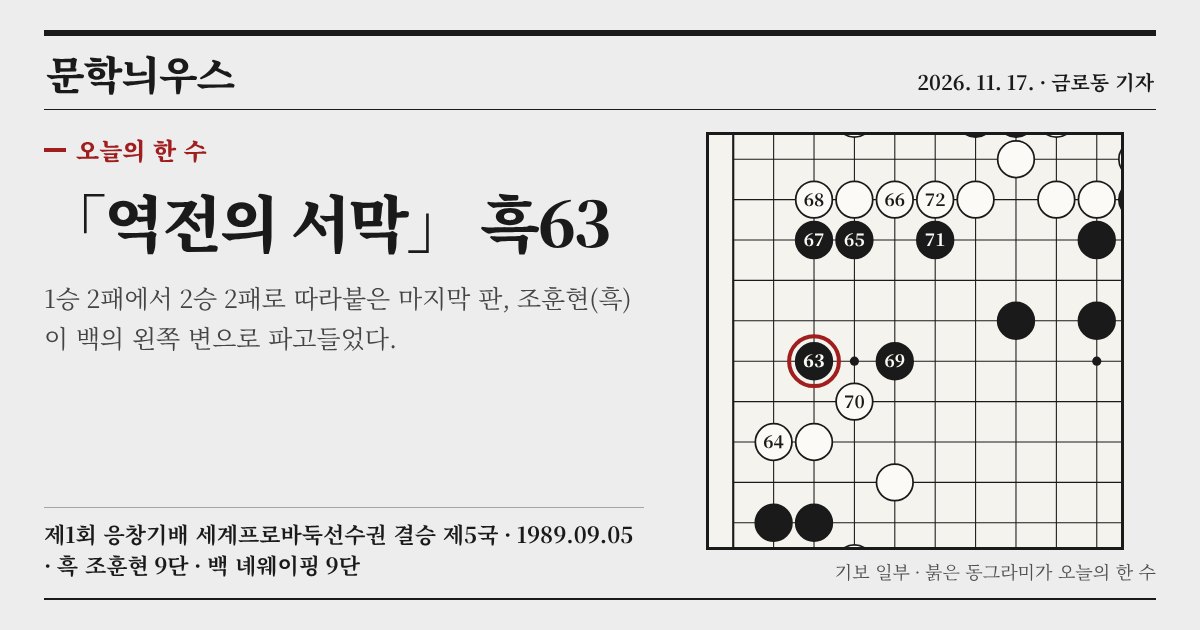 문학늬우스
2026. 11. 17. · 금로동 기자
오늘의 한 수
「역전의 서막」 흑63
1승 2패에서 2승 2패로 따라붙은 마지막 판, 조훈현(흑)
이 백의 왼쪽 변으로 파고들었다.
68 66 72
67 65 71
63 69
70
64
제1회 응창기배 세계프로바둑선수권 결승 제5국 · 1989.09.05
· 흑 조훈현 9단 · 백 녜웨이핑 9단
기보 일부 · 붉은 동그라미가 오늘의 한 수